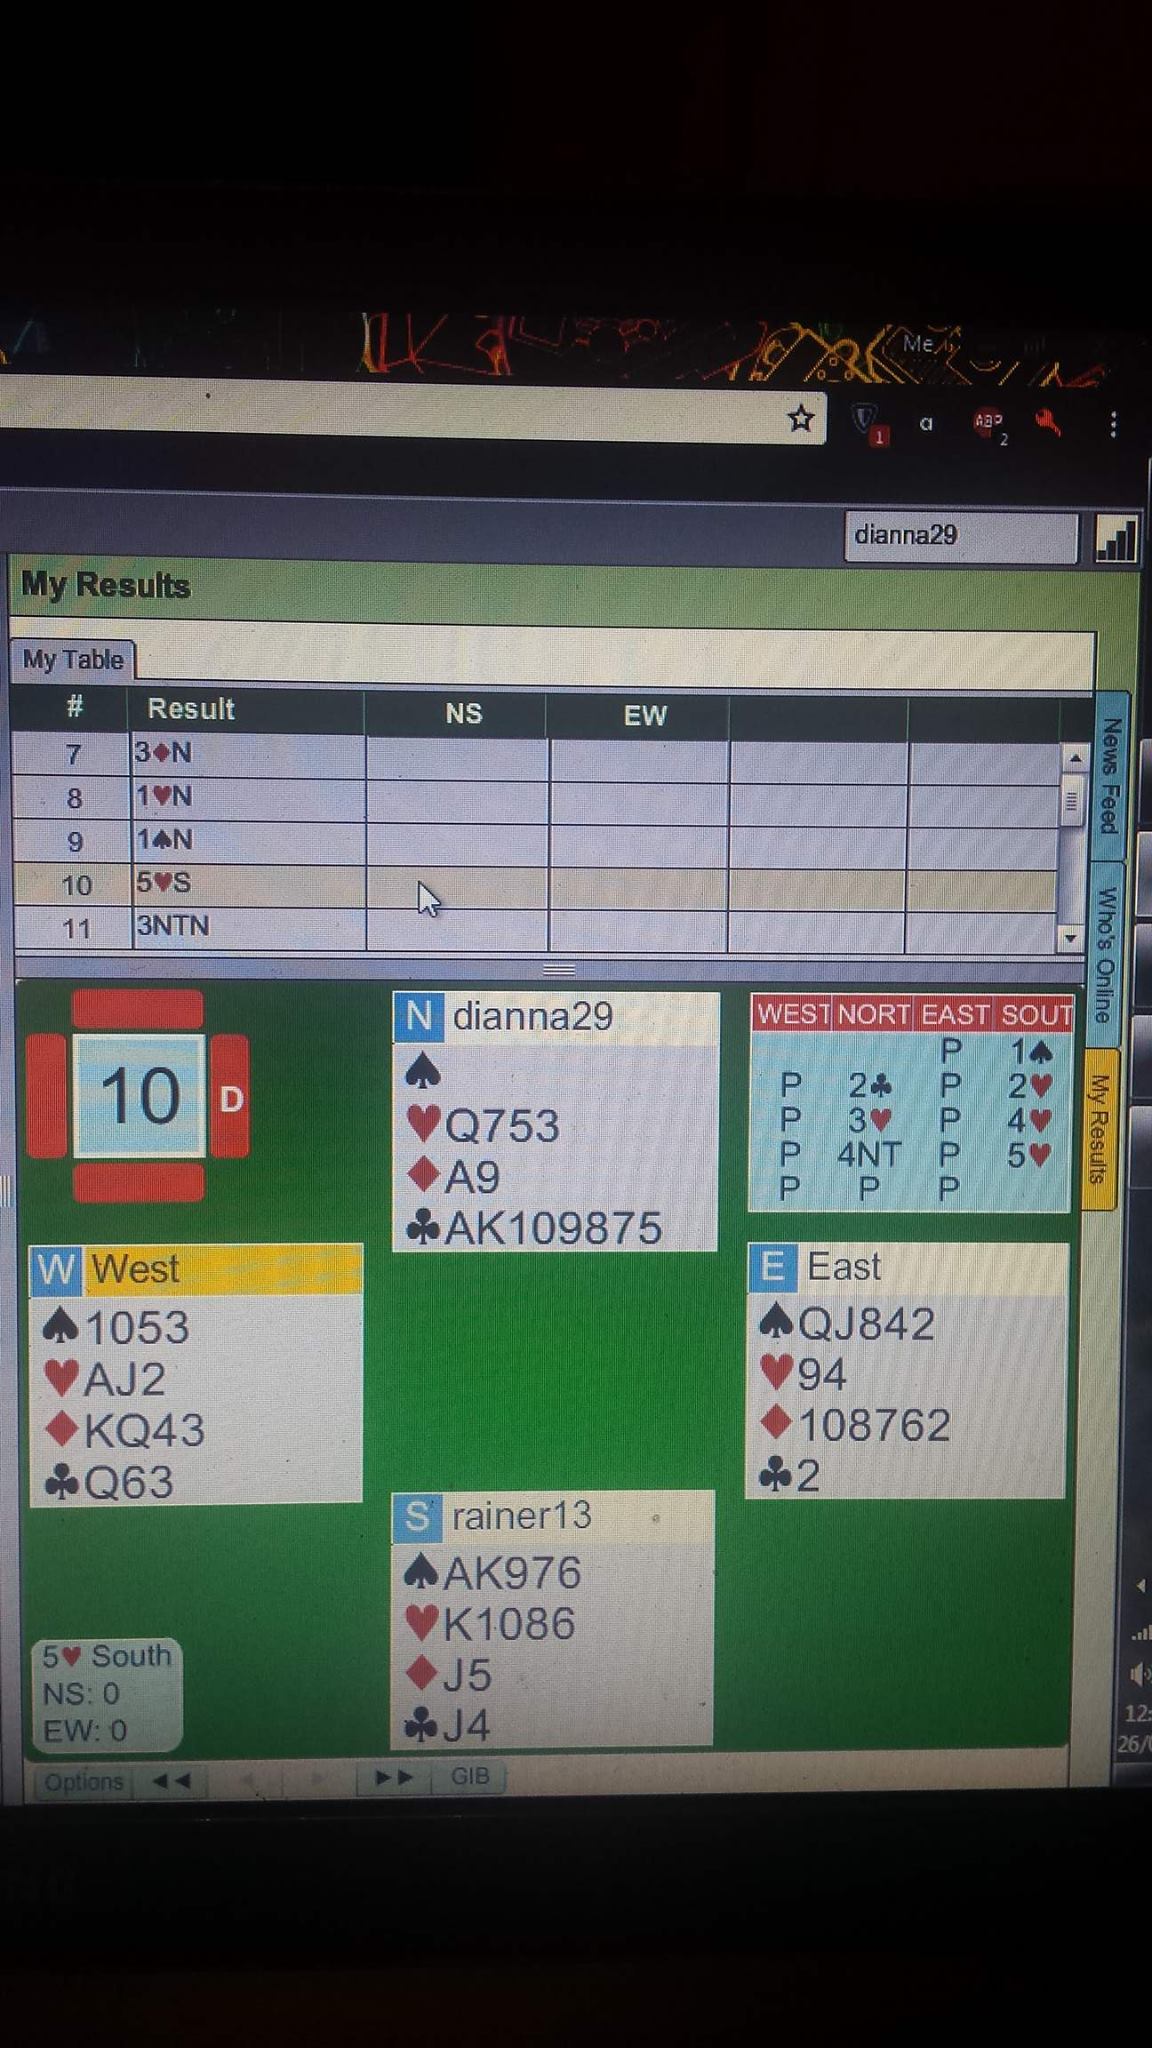 Me
1
a
ABP
2
dianna29
My Results
My Table
# Result NS EW
7 3♦N
8 1♥N
9 1♠N
10 5♥S
11 3NTN
News Feed
Who's Online
My Results
10
D
N dianna29
♠
♥Q753
♦A9
♣AK109875
WEST NORT EAST SOUT
P 1♠
P 2♣ P 2♥
P 3♥ P 4♥
P 4NT P 5♥
P P P
W West
♠1053
♥AJ2
♦KQ43
♣Q63
E East
♠QJ842
♥94
♦108762
♣2
S rainer13
♠AK976
♥K1086
♦J5
♣J4
5♥ South
NS: 0
EW: 0
Options
GIB
12:
26/